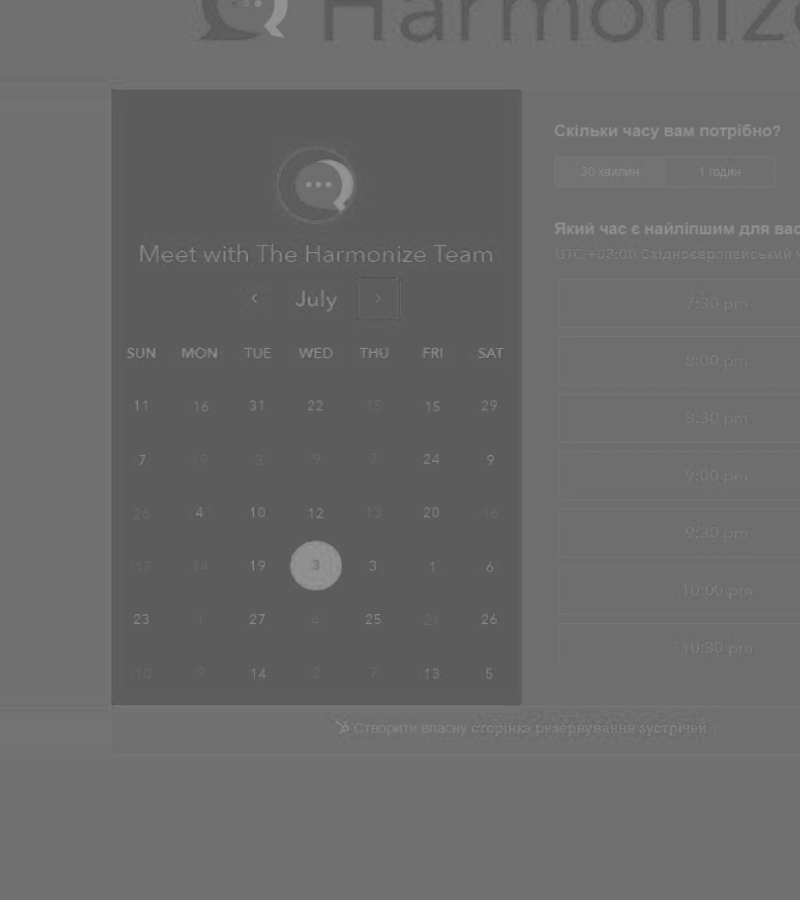 Harmonize
Meet with The Harmonize Team
July
SUN MON TUE WED THU FRI SAT
11 16 31 22 15 15 29
7 19 3 9 7 24 9
26 4 10 12 13 20 16
17 14 19 3 3 1 6
23 1 27 4 25 21 26
10 9 14 2 7 13 5
Скільки часу вам потрібно?
30 хвилин. 1 годин
Який час є найліпшим для вас
UTC +03:00 Східноєвропейський ч
7:30 pm
8:00 pm
8:30 pm
9:00 pm
9:30 pm
10:00 pm
10:30 pm
Створити власну сторінка резервування зустрічей